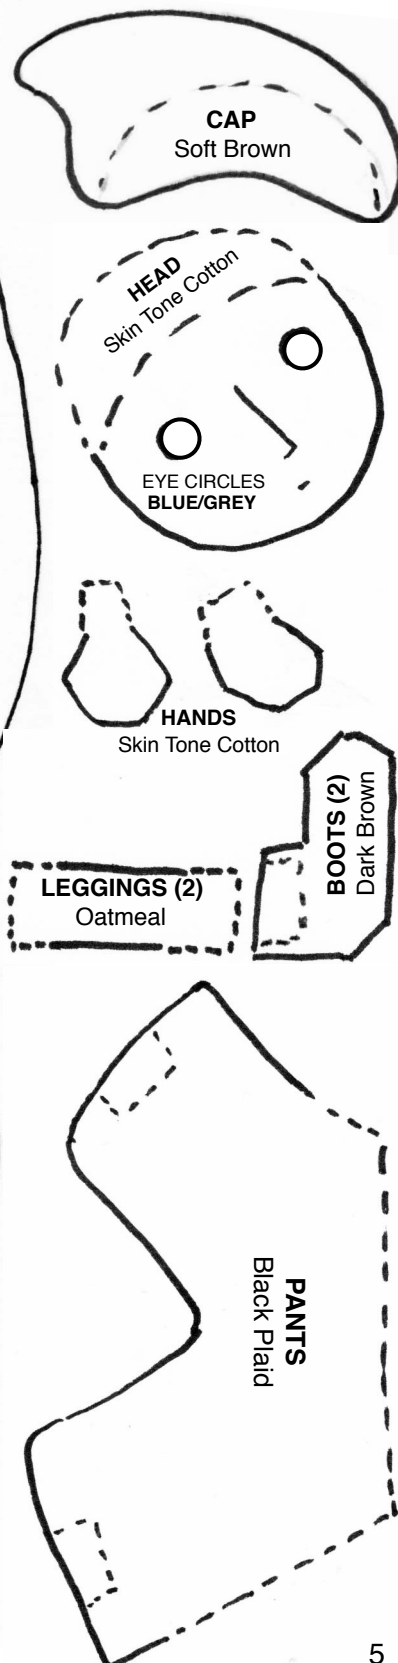 CAP
Soft Brown
HEAD
Skin Tone Cotton
EYE CIRCLES
BLUE/GREY
HANDS
Skin Tone Cotton
BOOTS (2)
Dark Brown
LEGGINGS (2)
Oatmeal
PANTS
Black Plaid
5